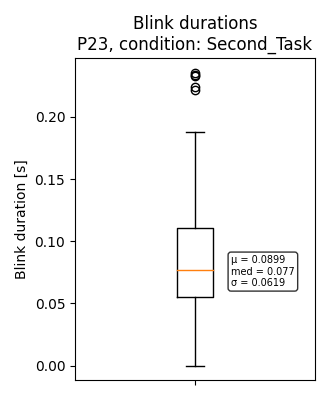 Blink durations
P23, condition: Second_Task
Blink duration [s]
0.20
0.15
0.10
0.05
0.00
μ = 0.0899
med = 0.077
σ = 0.0619